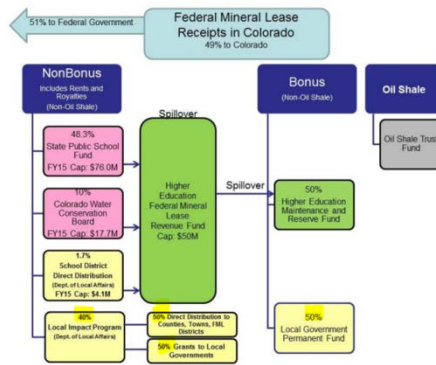 51% to Federal Government
Federal Mineral Lease
Receipts in Colorado
49% to Colorado
NonBonus
Includes Rents and
Royalties
(Non-Oil Shale)
Bonus
(Non-Oil Shale)
Oil Shale
Spillover
48.3%
State Public School
Fund
FY15 Cap: $76.0M
Oil Shale Trust
Fund
10%
Colorado Water
Conservation
Board
FY15 Cap: $17.7M
Higher
Education
Federal Mineral
Lease
Revenue Fund
Cap: $50M
Spillover
50%
Higher Education
Maintenance and
Reserve Fund
1.7%
School District
Direct Distribution
(Dept. of Local Affairs)
FY15 Cap: $4.1M
40%
Local Impact Program
(Dept. of Local Affairs)
50% Direct Distribution to
Counties, Towns, FML
Districts
50% Grants to Local
Governments
50%
Local Government
Permanent Fund